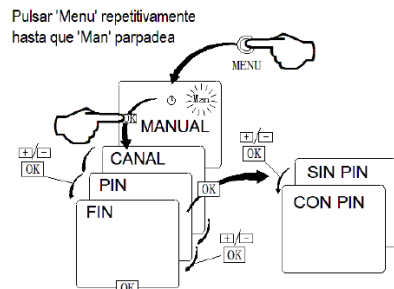 Pulsar 'Menu' repetitivamente
hasta que 'Man' parpadea
MENU
Man
OK
MANUAL
+/-
OK
CANAL
PIN
FIN
OK
+/-
OK
SIN PIN
CON PIN
+/-
OK
OK